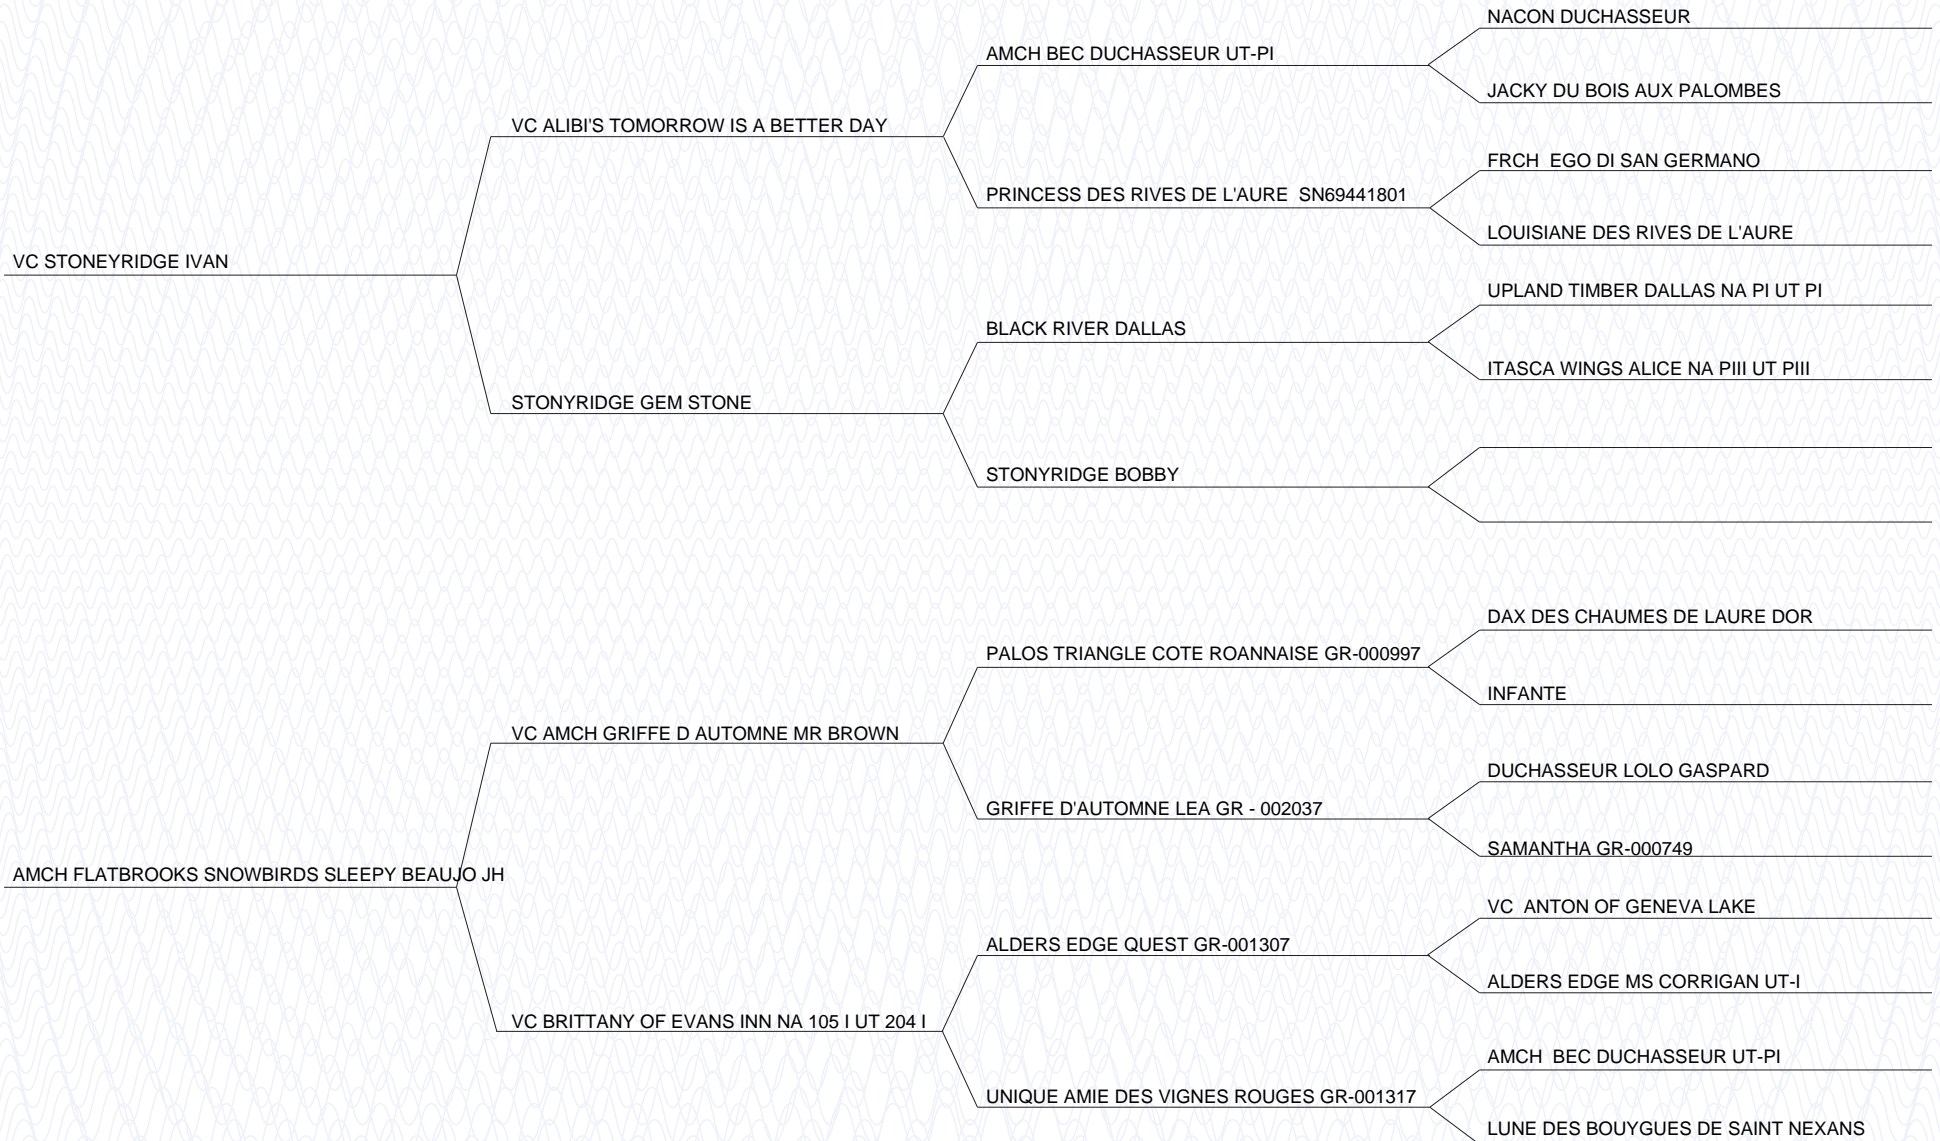 NACON DUCHASSEUR
AMCH BEC DUCHASSEUR UT-PI
JACKY DU BOIS AUX PALOMBES
VC ALIBI'S TOMORROW IS A BETTER DAY
FRCH  EGO DI SAN GERMANO
PRINCESS DES RIVES DE L'AURE  SN69441801
LOUISIANE DES RIVES DE L'AURE
VC STONEYRIDGE IVAN
UPLAND TIMBER DALLAS NA PI UT PI
BLACK RIVER DALLAS
ITASCA WINGS ALICE NA PIII UT PIII
STONYRIDGE GEM STONE
STONYRIDGE BOBBY
DAX DES CHAUMES DE LAURE DOR
PALOS TRIANGLE COTE ROANNAISE GR-000997
INFANTE
VC AMCH GRIFFE D AUTOMNE MR BROWN
DUCHASSEUR LOLO GASPARD
GRIFFE D'AUTOMNE LEA GR - 002037
SAMANTHA GR-000749
AMCH FLATBROOKS SNOWBIRDS SLEEPY BEAUJO JH
VC  ANTON OF GENEVA LAKE
ALDERS EDGE QUEST GR-001307
ALDERS EDGE MS CORRIGAN UT-I
VC BRITTANY OF EVANS INN NA 105 I UT 204 I
AMCH  BEC DUCHASSEUR UT-PI
UNIQUE AMIE DES VIGNES ROUGES GR-001317
LUNE DES BOUYGUES DE SAINT NEXANS